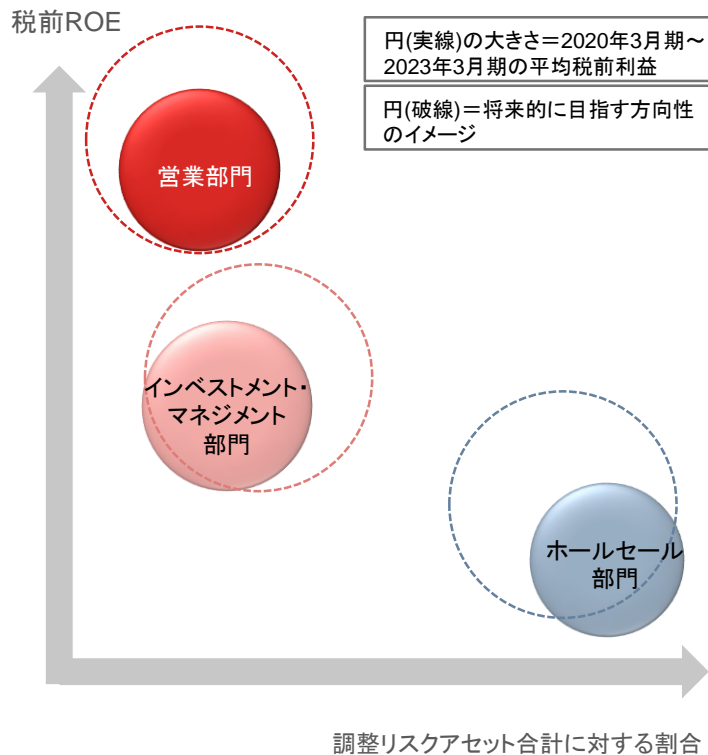 税前ROE
円(実線)の大きさ＝2020年3月期～
2023年3月期の平均税前利益
円(破線)＝将来的に目指す方向性
のイメージ
営業部門
インベストメント・
マネジメント
部門
ホールセール
部門
調整リスクアセット合計に対する割合